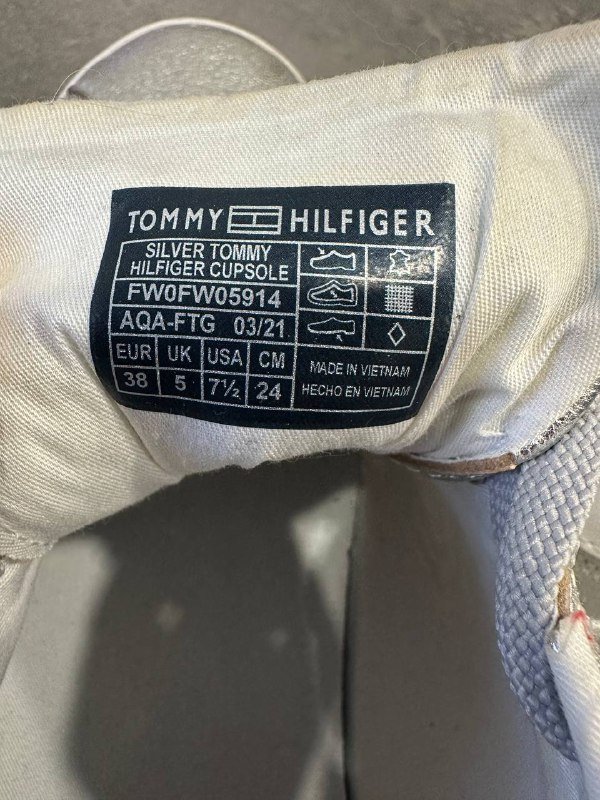 TOMMY HILFIGER
SILVER TOMMY
HILFIGER CUPSOLE
FW0FW05914
AQA-FTG 03/21
EUR UK USA CM
38 5 7½ 24
MADE IN VIETNAM
HECHO EN VIETNAM